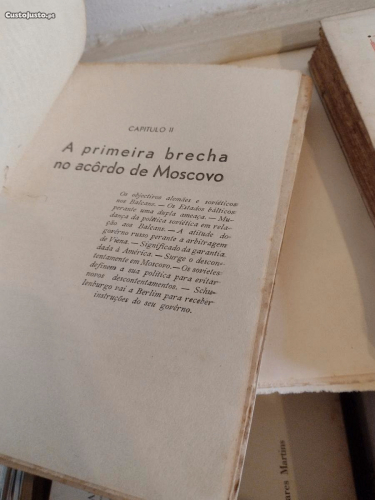 CustoJusto.pt
CAPITULO II
A primeira brecha
no acôrdo de Moscovo
Os objectivos alemães e soviéticos
nos Balcans. — Os Estados bálticos
perante uma dupla ameaça. — Mu-
dança da política soviética em rela-
ção aos Balcans. — A atitude do
govêrno russo perante a arbitragem
de Viena. — Significado da garantia
dada à América. — Surge o descon-
tentamento em Moscovo. — Os soviets
definem a sua política para evitar
novos descontentamentos. — Schu-
lenburgo vai a Berlim para receber
instruções do seu govêrno.
ares Martins